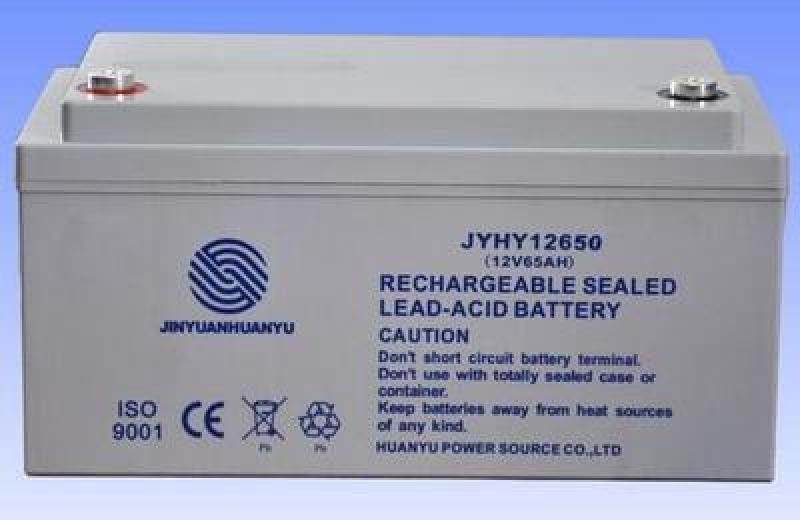 JYHY12650
(12V65AH)
RECHARGEABLE SEALED
LEAD-ACID BATTERY
JINYUANHUANYU
CAUTION
Don't short circuit battery terminal.
Don't use with totally sealed case or
container.
Keep batteries away from heat sources
of any kind.
HUANYU POWER SOURCE CO.,LTD
ISO
9001
CE
Pb
Pb